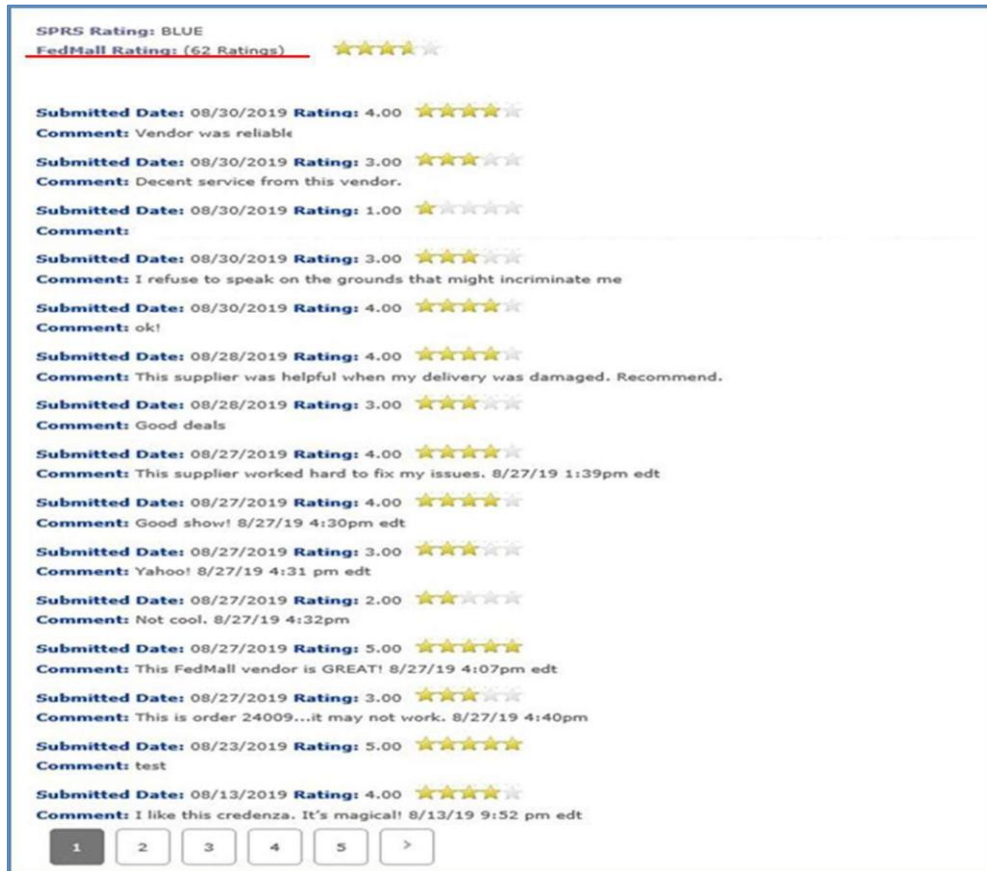 SPRS Rating: BLUE
FedMall Rating: (62 Ratings)
Submitted Date: 08/30/2019 Rating: 4.00
Comment: Vendor was reliable
Submitted Date: 08/30/2019 Rating: 3.00
Comment: Decent service from this vendor.
Submitted Date: 08/30/2019 Rating: 1.00
Comment:
Submitted Date: 08/30/2019 Rating: 3.00
Comment: I refuse to speak on the grounds that might incriminate me
Submitted Date: 08/30/2019 Rating: 4.00
Comment: ok!
Submitted Date: 08/28/2019 Rating: 4.00
Comment: This supplier was helpful when my delivery was damaged. Recommend.
Submitted Date: 08/28/2019 Rating: 3.00
Comment: Good deals
Submitted Date: 08/27/2019 Rating: 4.00
Comment: This supplier worked hard to fix my issues. 8/27/19 1:39pm edt
Submitted Date: 08/27/2019 Rating: 4.00
Comment: Good show! 8/27/19 4:30pm edt
Submitted Date: 08/27/2019 Rating: 3.00
Comment: Yahoo! 8/27/19 4:31 pm edt
Submitted Date: 08/27/2019 Rating: 2.00
Comment: Not cool. 8/27/19 4:32pm
Submitted Date: 08/27/2019 Rating: 5.00
Comment: This FedMall vendor is GREAT! 8/27/19 4:07pm edt
Submitted Date: 08/27/2019 Rating: 3.00
Comment: This is order 24009...it may not work. 8/27/19 4:40pm
Submitted Date: 08/23/2019 Rating: 5.00
Comment: test
Submitted Date: 08/13/2019 Rating: 4.00
Comment: I like this credenza. It's magical! 8/13/19 9:52 pm edt
1 2 3 4 5 >